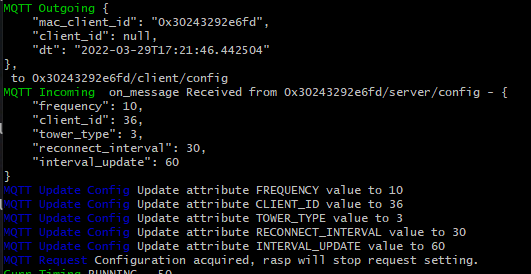 MQTT Outgoing {
"mac_client_id": "0x30243292e6fd",
"client_id": null,
"dt": "2022-03-29T17:21:46.442504"
},
to 0x30243292e6fd/client/config
MQTT Incoming  on_message Received from 0x30243292e6fd/server/config - {
"frequency": 10,
"client_id": 36,
"tower_type": 3,
"reconnect_interval": 30,
"interval_update": 60
}
MQTT Update Config Update attribute FREQUENCY value to 10
MQTT Update Config Update attribute CLIENT_ID value to 36
MQTT Update Config Update attribute TOWER_TYPE value to 3
MQTT Update Config Update attribute RECONNECT_INTERVAL value to 30
MQTT Update Config Update attribute INTERVAL_UPDATE value to 60
MQTT Request Configuration acquired, rasp will stop request setting.
Timing RUNNING - 50